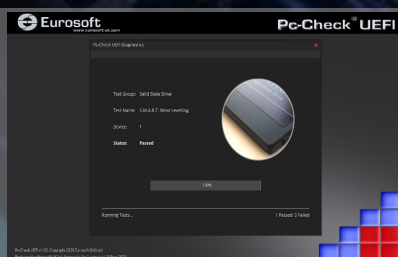 Eurosoft
www.eurosoft-uk.com
Pc-Check® UEFI
Pc-Check UEFI Diagnostics
x
Test Group: Solid State Drive
Test Name: S.M.A.R.T. Wear Levelling,
Device: 1
Status: Passed
100%
Running Tests...
1 Passed: 0 Failed